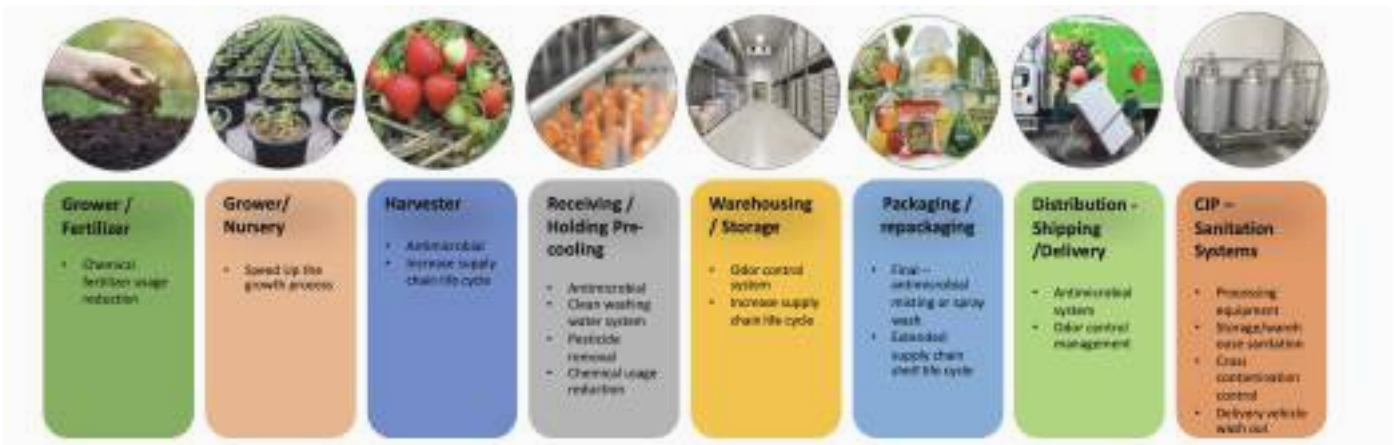 Grower /
Fertilizer
• Chemical
fertilizer usage
reduction
Grower/
Nursery
• Speed Up the
growth process
Harvester
• Antimicrobial
• Increase supply
chain life cycle
Receiving /
Holding Pre-
cooling
• Antimicrobial
• Clean washing
water system
• Pesticide
removal
• Chemical usage
reduction
Warehousing
/ Storage
• Odor control
system
• Increase supply
chain life cycle
Packaging /
repackaging
• Final –
antimicrobial
misting or spray
wash
• Extended
supply chain
shelf life cycle
Distribution -
Shipping
/Delivery
• Antimicrobial
system
• Odor control
management
CIP –
Sanitation
Systems
• Processing
equipment
• Storage/wareh
ouse sanitation
• Cross
contamination
control
• Delivery vehicle
wash out